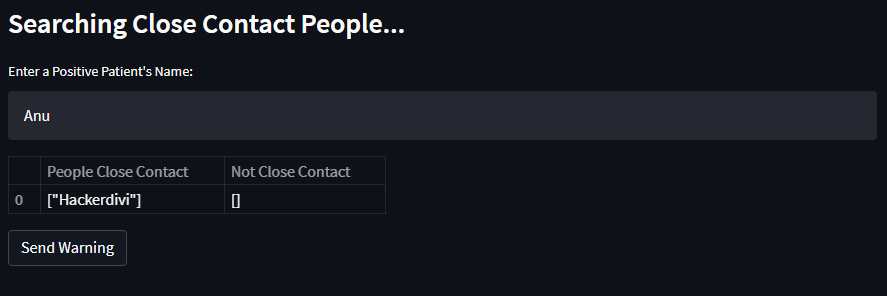 Searching Close Contact People...
Enter a Positive Patient's Name:
Anu
People Close Contact Not Close Contact
0 ["Hackerdivi"] []
Send Warning